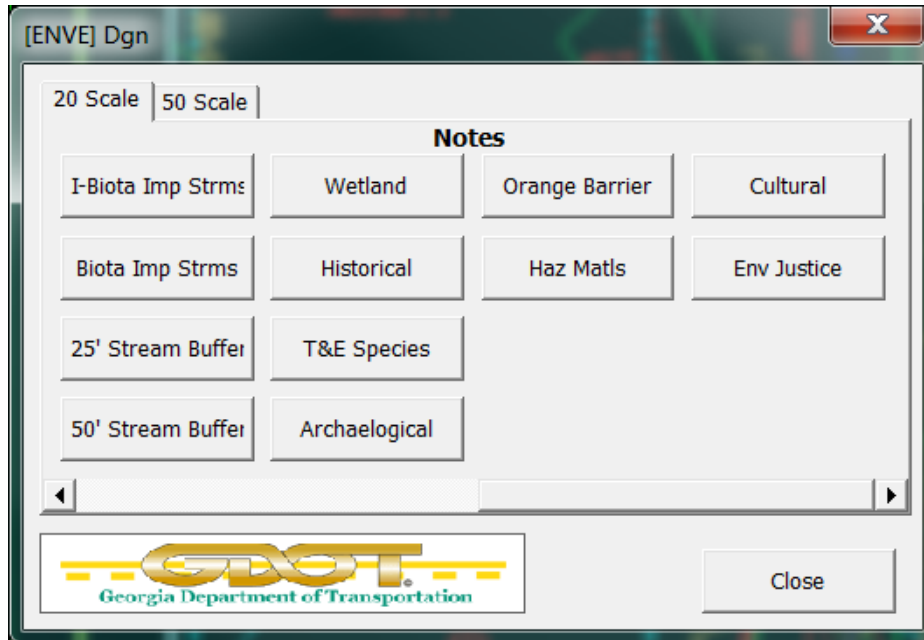 [ENVE] Dgn
20 Scale 50 Scale
Notes
I-Biota Imp Strms Wetland Orange Barrier Cultural
Biota Imp Strms Historical Haz Matls Env Justice
25' Stream Buffer T&E Species
50' Stream Buffer Archaelogical
GDOT®
Georgia Department of Transportation
Close